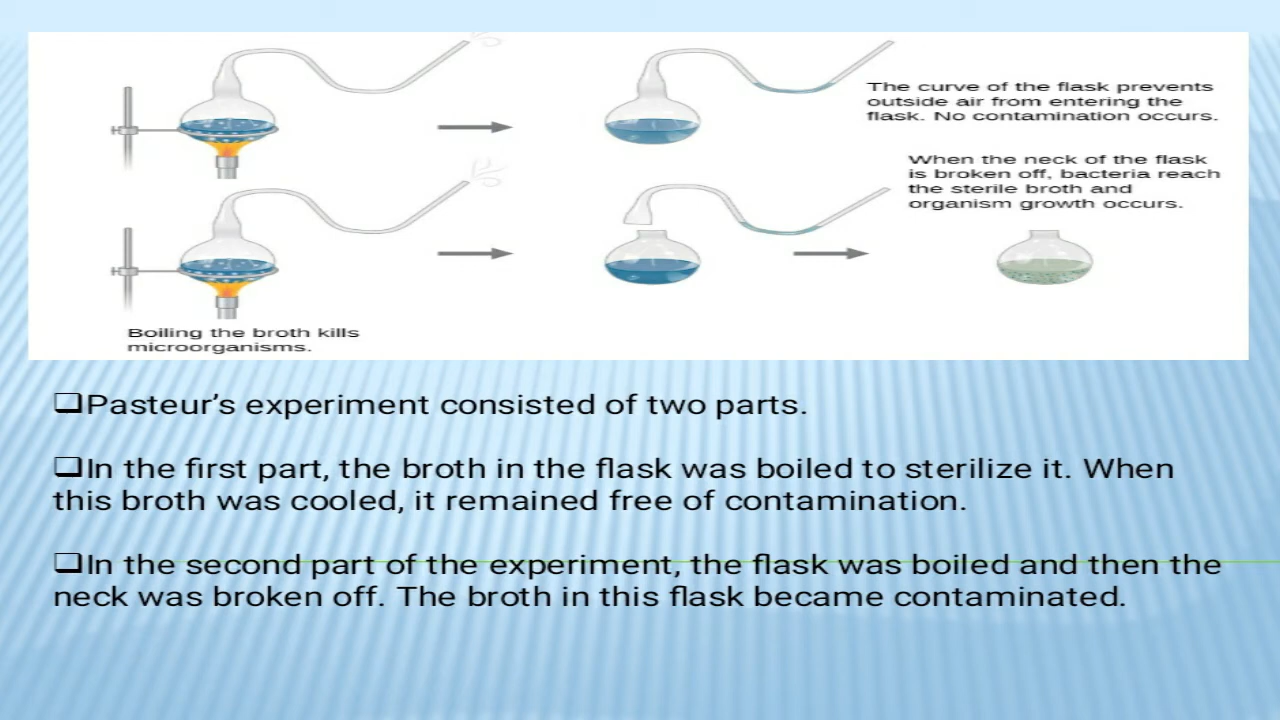 The curve of the flask prevents
outside air from entering the
flask. No contamination occurs.
When the neck of the flask
is broken off, bacteria reach
the sterile broth and
organism growth occurs.
Boiling the broth kills
microorganisms.
❑Pasteur’s experiment consisted of two parts.
❑In the first part, the broth in the flask was boiled to sterilize it. When
this broth was cooled, it remained free of contamination.
❑In the second part of the experiment, the flask was boiled and then the
neck was broken off. The broth in this flask became contaminated.